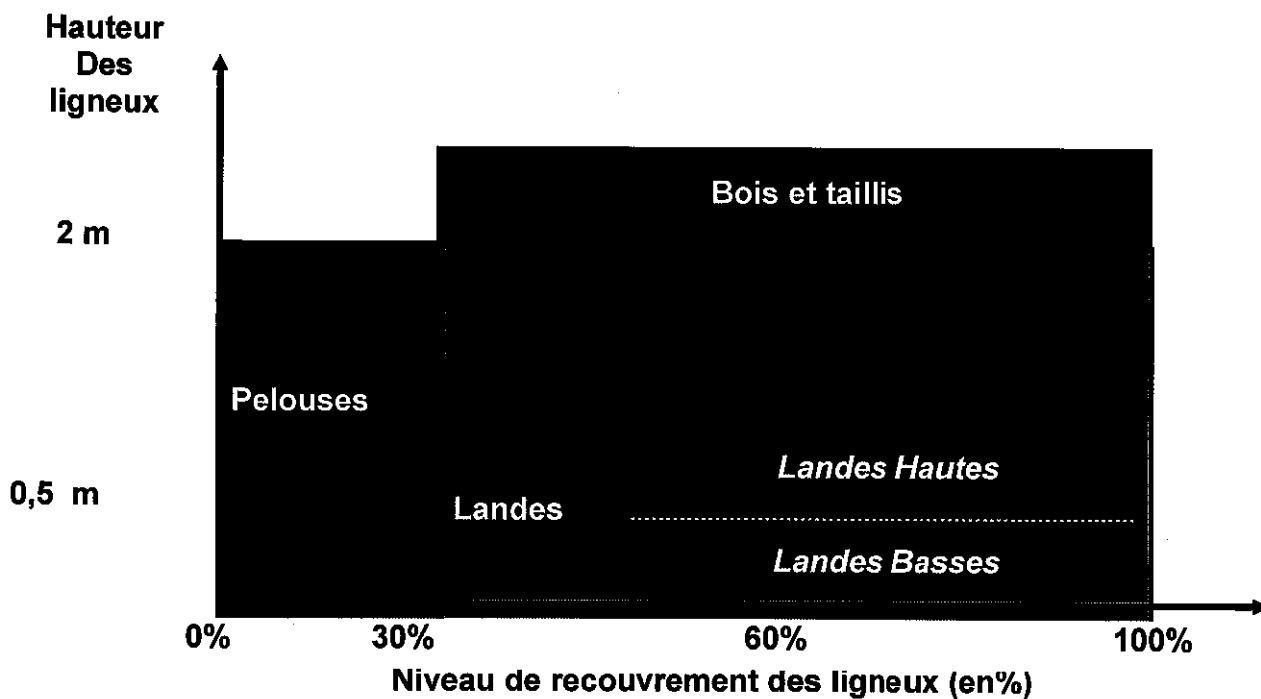 Hauteur
Des
ligneux
Bois et taillis
2 m
Pelouses
Landes Hautes
0,5 m
Landes
Landes Basses
0% 30% 60% 100%
Niveau de recouvrement des ligneux (en%)